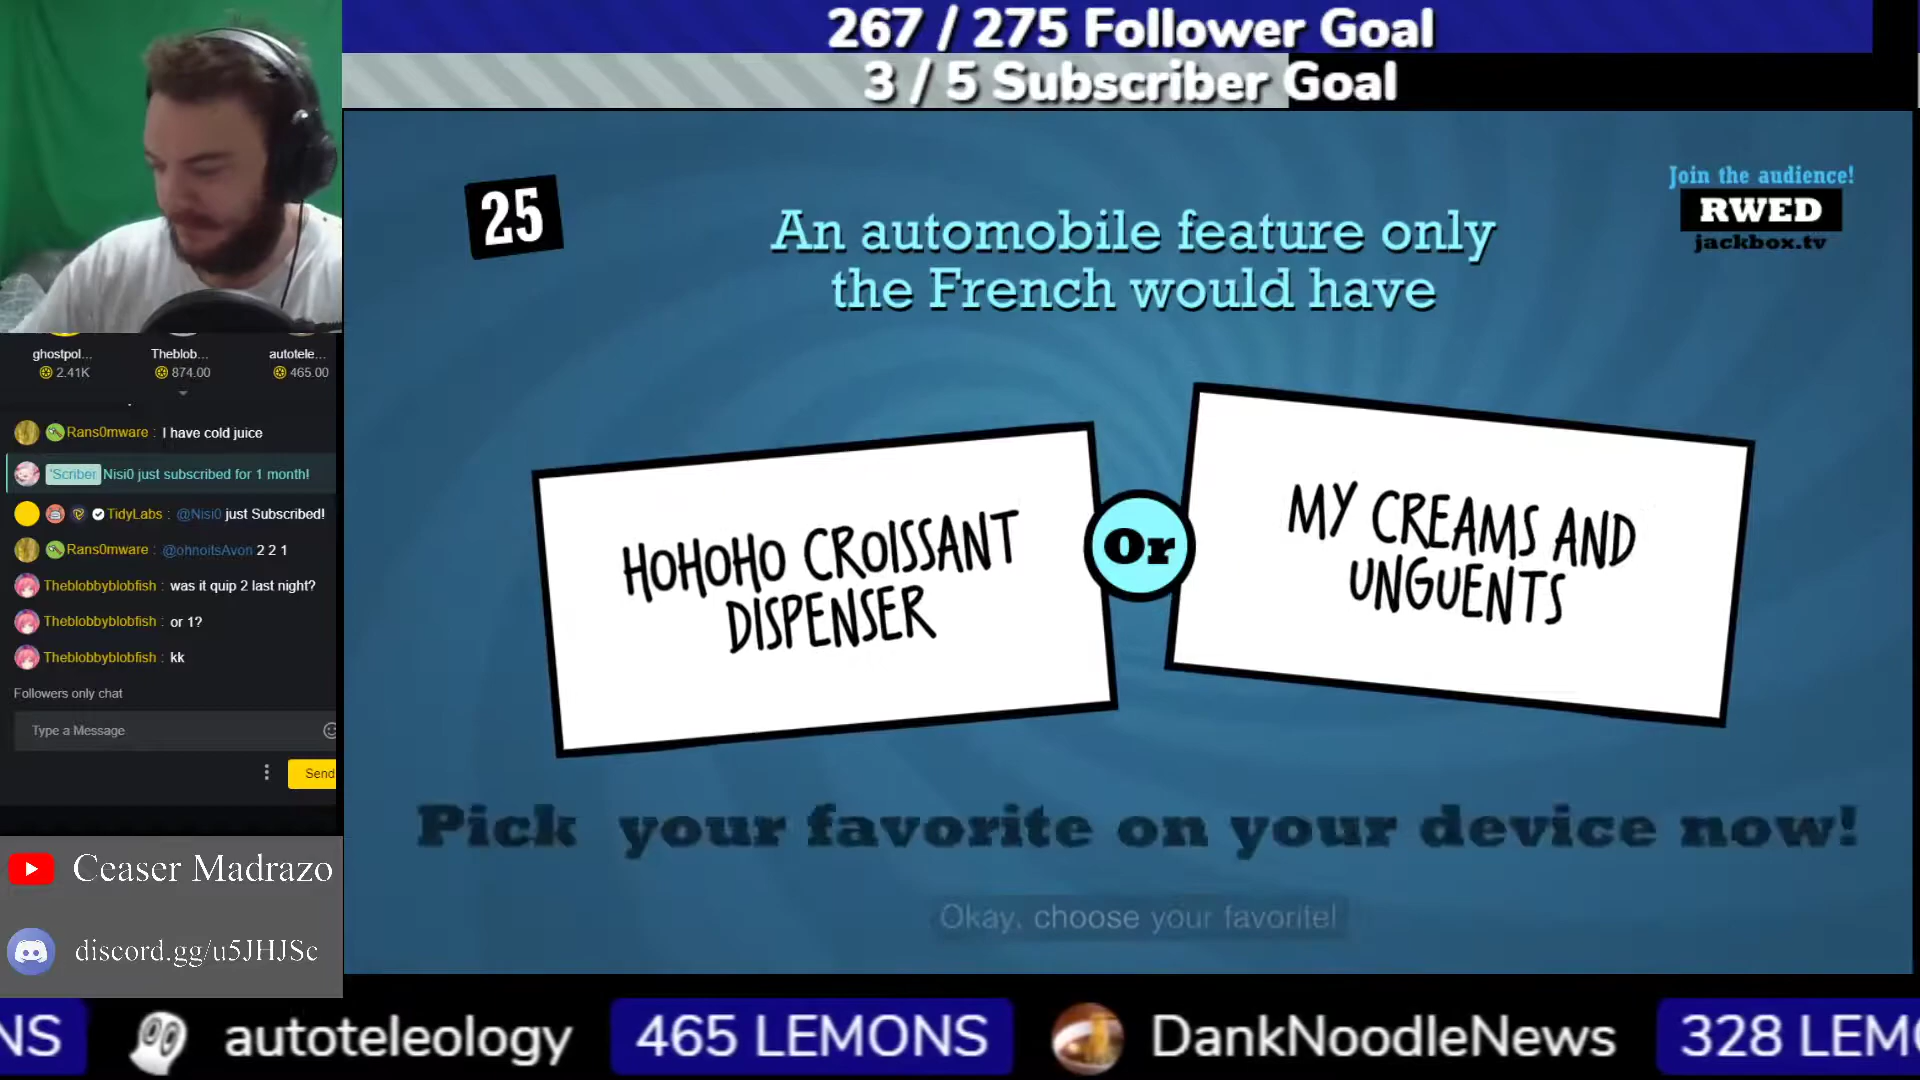 267 / 275 Follower Goal
3 / 5 Subscriber Goal
25
An automobile feature only
the French would have
Join the audience!
RWED
jackbox.tv
HOHOHO CROISSANT
DISPENSER
Or
MY CREAMS AND
UNGUENTS
Pick your favorite on your device now!
Okay, choose your favorite!
ghostpol... Theblob... autotele...
2.41K 874.00 465.00
Rans0mware : I have cold juice
'Scriber Nisi0 just subscribed for 1 month!
TidyLabs : @Nisi0 just Subscribed!
Rans0mware : @ohnoitsAvon 2 2 1
Theblobbyblobfish : was it quip 2 last night?
Theblobbyblobfish : or 1?
Theblobbyblobfish : kk
Followers only chat
Type a Message
Send
Ceaser Madrazo
discord.gg/u5JHJSc
NS autoteleology 465 LEMONS DankNoodleNews 328 LEM